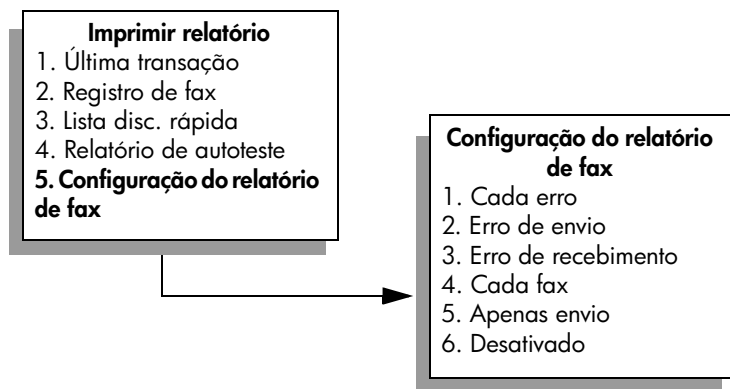 Imprimir relatório
1. Última transação
2. Registro de fax
3. Lista disc. rápida
4. Relatório de autoteste
5. Configuração do relatório
de fax
Configuração do relatório
de fax
1. Cada erro
2. Erro de envio
3. Erro de recebimento
4. Cada fax
5. Apenas envio
6. Desativado